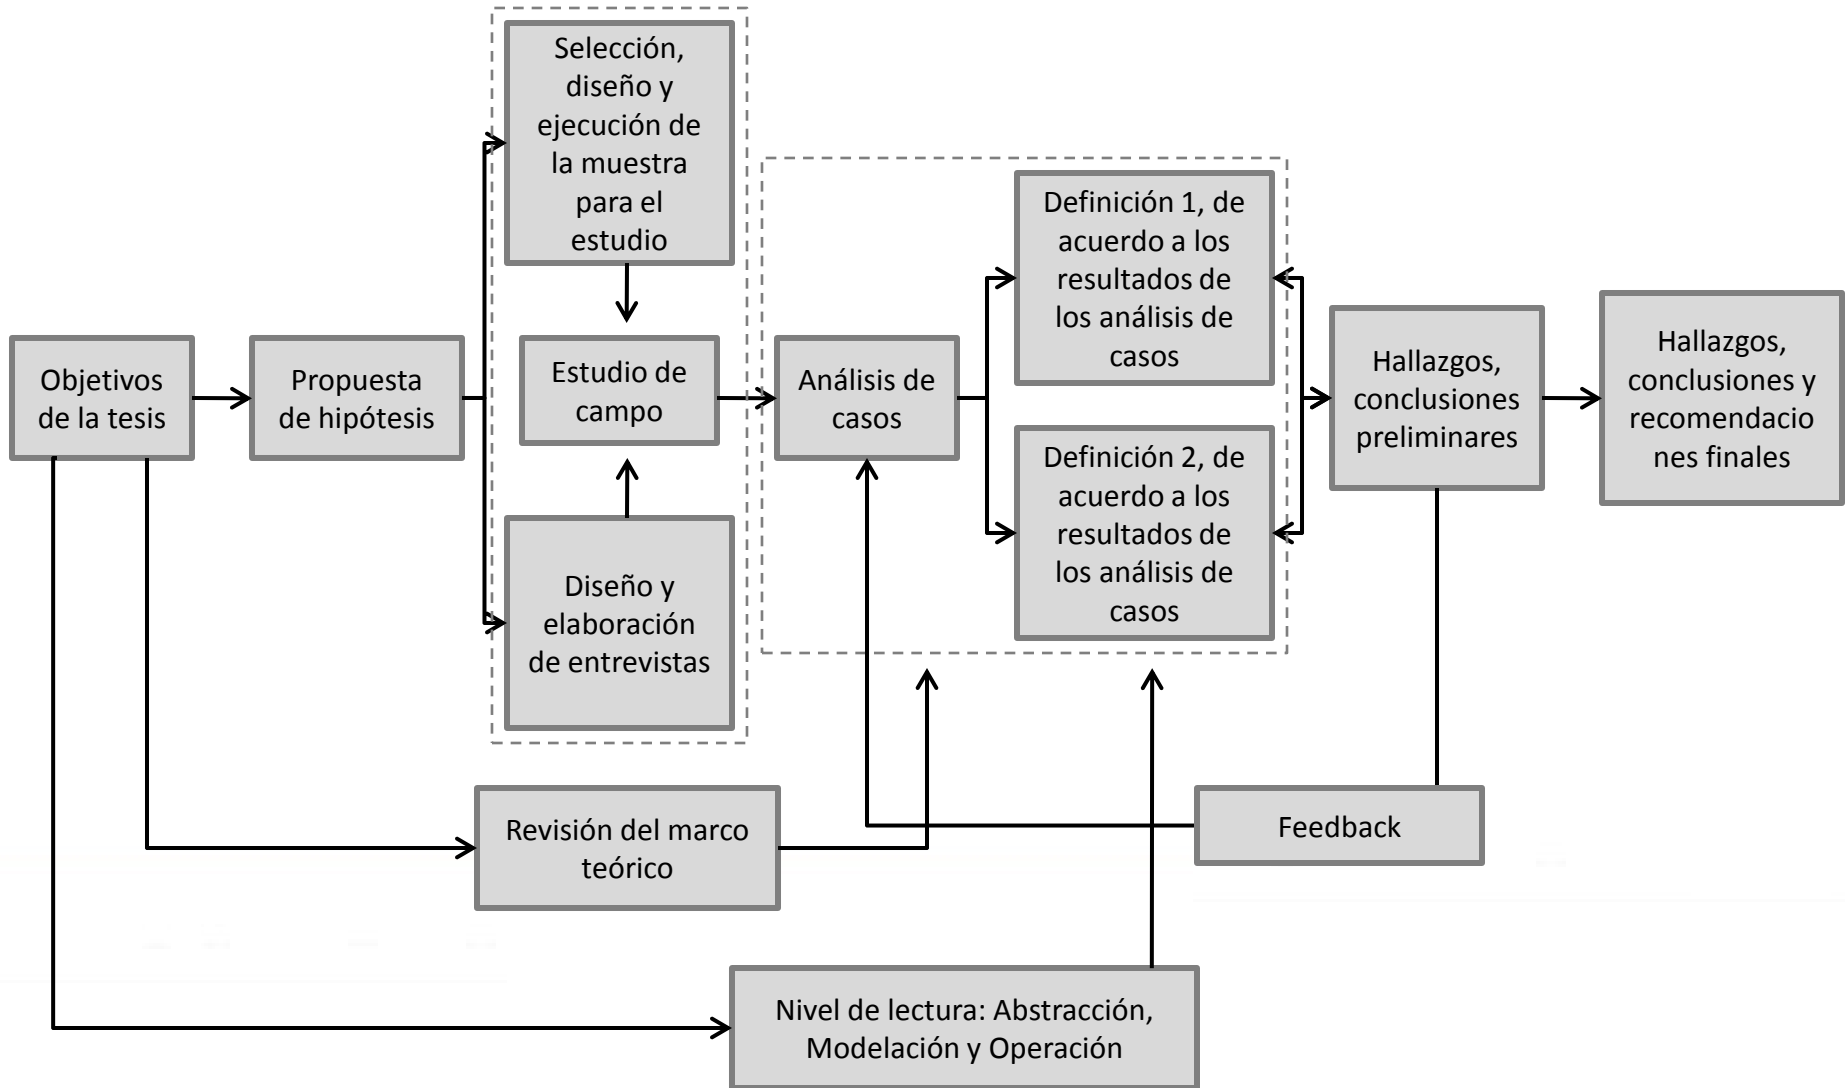 Selección,
diseño y
ejecución de
la muestra
para el
estudio
Objetivos
de la tesis
Propuesta
de hipótesis
Estudio de
campo
Diseño y
elaboración
de entrevistas
Análisis de
casos
Definición 1, de
acuerdo a los
resultados de
los análisis de
casos
Definición 2, de
acuerdo a los
resultados de
los análisis de
casos
Hallazgos,
conclusiones
preliminares
Hallazgos,
conclusiones y
recomendacio
nes finales
Revisión del marco
teórico
Feedback
Nivel de lectura: Abstracción,
Modelación y Operación